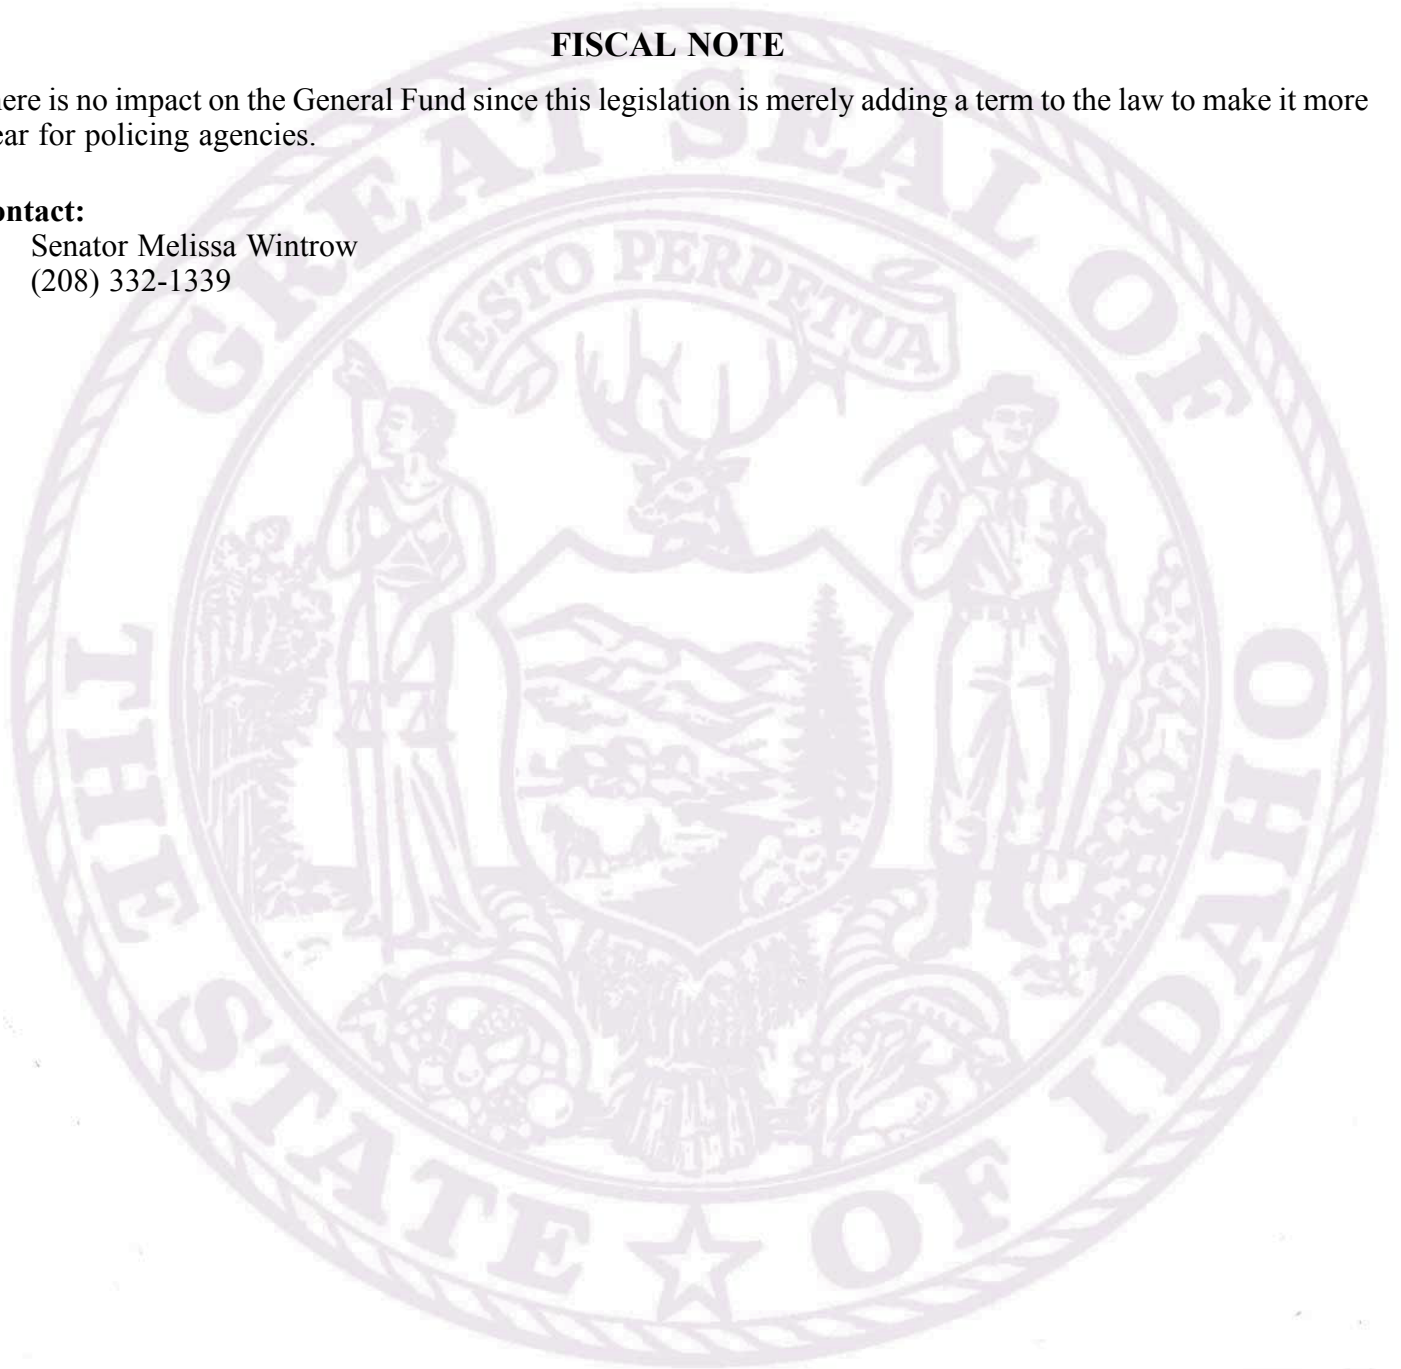 FISCAL NOTE
here is no impact on the General Fund since this legislation is merely adding a term to the law to make it more
ear for policing agencies.
ontact:
Senator Melissa Wintrow
(208) 332-1339
GREAT SEAL OF
ESTO PERPETUA
THE STATE OF IDAHO